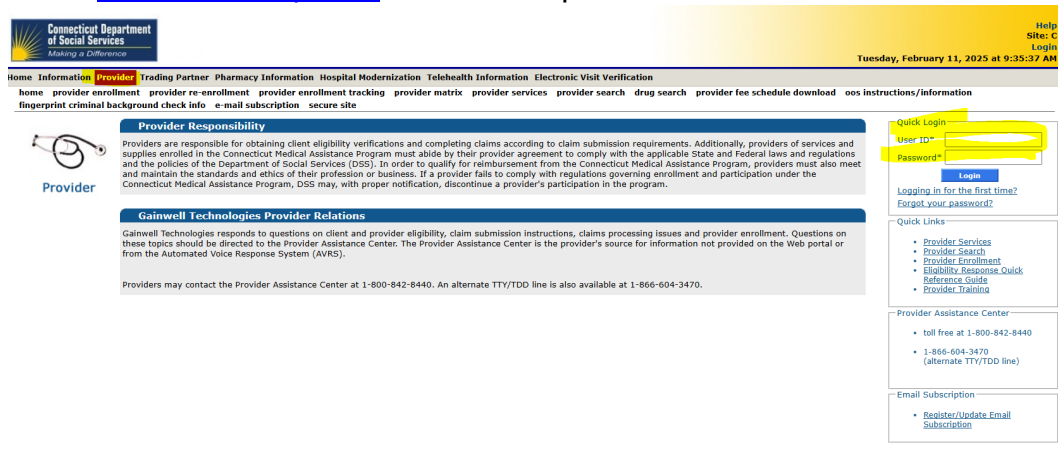 Connecticut Department
of Social Services
Making a Difference
Help
Site: C
Login
Tuesday, February 11, 2025 at 9:35:37 AM
Home Information Provider Trading Partner Pharmacy Information Hospital Modernization Telehealth Information Electronic Visit Verification
home provider enrollment provider re-enrollment provider enrollment tracking provider matrix provider services provider search drug search provider fee schedule download oos instructions/information
fingerprint criminal background check info e-mail subscription secure site
Provider
Provider Responsibility
Providers are responsible for obtaining client eligibility verifications and completing claims according to claim submission requirements. Additionally, providers of services and
supplies enrolled in the Connecticut Medical Assistance Program must abide by their provider agreement to comply with the applicable State and Federal laws and regulations
and the policies of the Department of Social Services (DSS). In order to qualify for reimbursement from the Connecticut Medical Assistance Program, providers must also meet
and maintain the standards and ethics of their profession or business. If a provider fails to comply with regulations governing enrollment and participation under the
Connecticut Medical Assistance Program, DSS may, with proper notification, discontinue a provider's participation in the program.
Gainwell Technologies Provider Relations
Gainwell Technologies responds to questions on client and provider eligibility, claim submission instructions, claims processing issues and provider enrollment. Questions on
these topics should be directed to the Provider Assistance Center. The Provider Assistance Center is the provider's source for information not provided on the Web portal or
from the Automated Voice Response System (AVRS).
Providers may contact the Provider Assistance Center at 1-800-842-8440. An alternate TTY/TDD line is also available at 1-866-604-3470.
Quick Login
User ID*
Password*
Login
Logging in for the first time?
Forgot your password?
Quick Links
• Provider Services
• Provider Search
• Provider Enrollment
• Eligibility Response Quick
Reference Guide
• Provider Training
Provider Assistance Center
• toll free at 1-800-842-8440
• 1-866-604-3470
(alternate TTY/TDD line)
Email Subscription
• Register/Update Email
Subscription